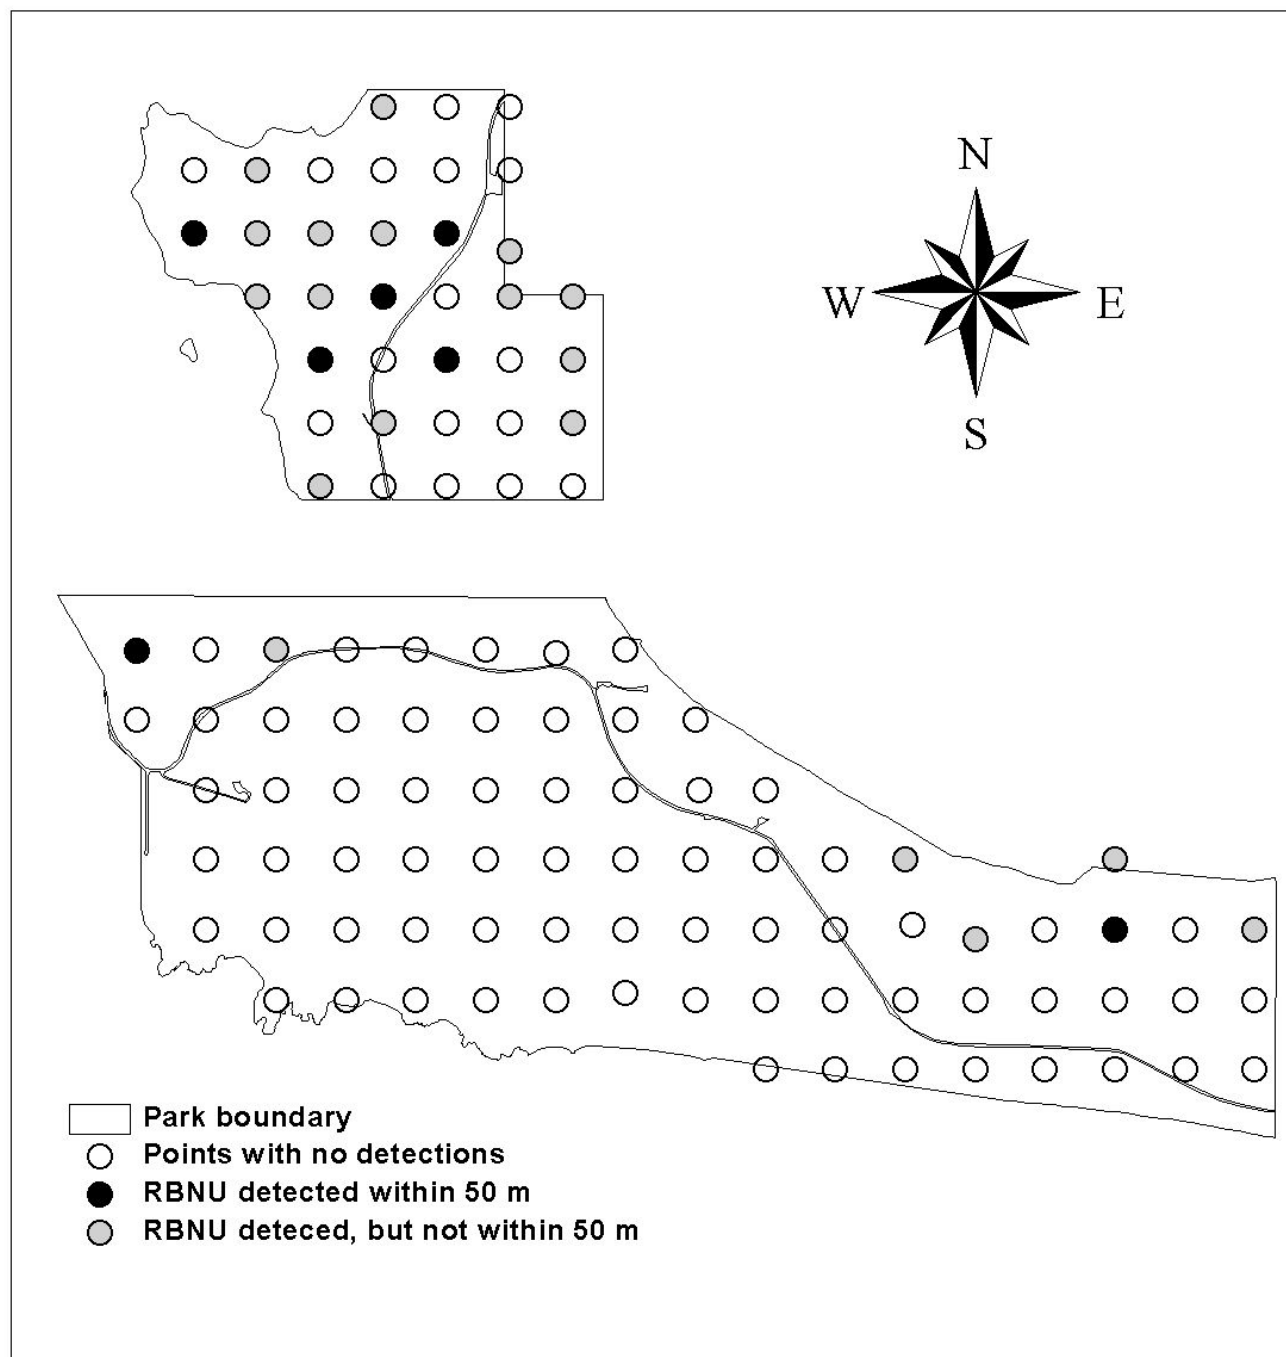 N
W
E
S
Park boundary
Points with no detections
RBNU detected within 50 m
RBNU deteced, but not within 50 m